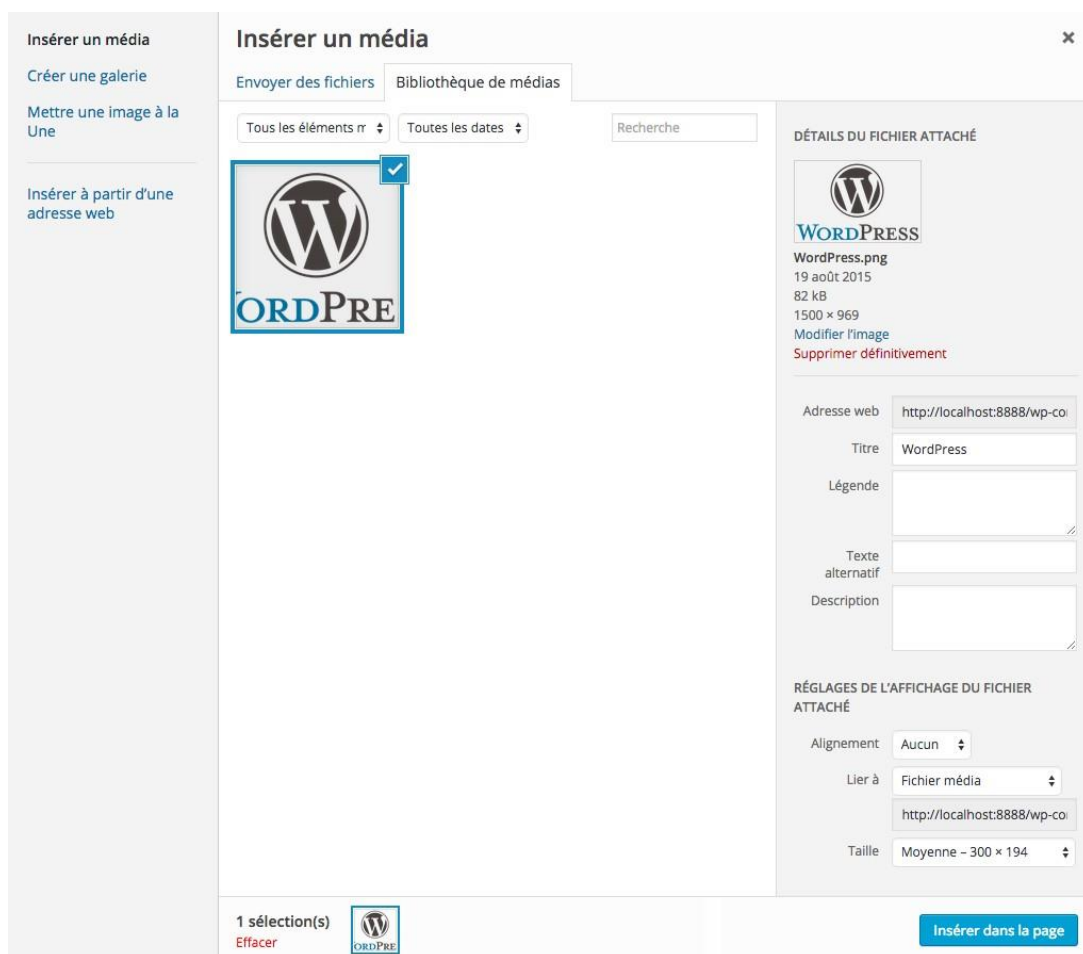 Insérer un média
Créer une galerie
Mettre une image à la
Une
Insérer à partir d’une
adresse web
Insérer un média
×
Envoyer des fichiers
Bibliothèque de médias
Tous les éléments m
Toutes les dates
Recherche
ORDPRE
DÉTAILS DU FICHIER ATTACHÉ
WORDPRESS
WordPress.png
19 août 2015
82 kB
1500 × 969
Modifier l’image
Supprimer définitivement
Adresse web
http://localhost:8888/wp-co
Titre
WordPress
Légende
Texte
alternatif
Description
RÉGLAGES DE L’AFFICHAGE DU FICHIER
ATTACHÉ
Alignement
Aucun
Lier à
Fichier média
http://localhost:8888/wp-co
Taille
Moyenne – 300 × 194
1 sélection(s)
Effacer
ORDPRE
Insérer dans la page